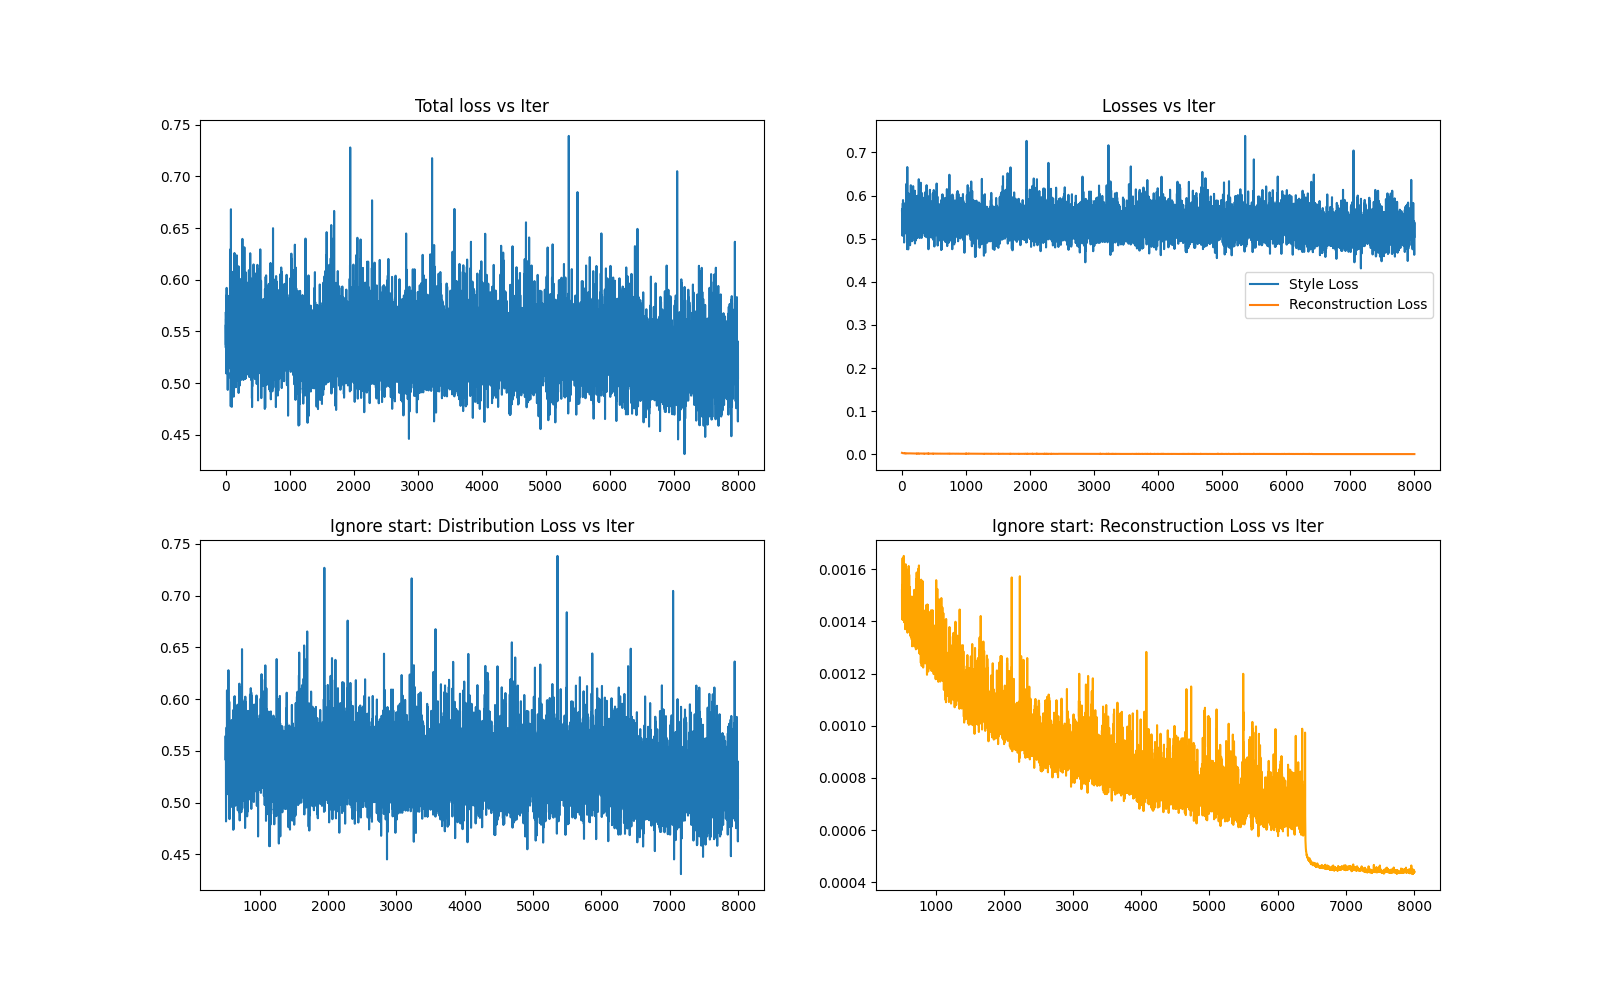 Total loss vs Iter
0.75
0.70
0.65
0.60
0.55
0.50
0.45
0 1000 2000 3000 4000 5000 6000 7000 8000
Losses vs Iter
0.7
0.6
0.5
0.4
0.3
0.2
0.1
0.0
Style Loss
Reconstruction Loss
0 1000 2000 3000 4000 5000 6000 7000 8000
Ignore start: Distribution Loss vs Iter
0.75
0.70
0.65
0.60
0.55
0.50
0.45
1000 2000 3000 4000 5000 6000 7000 8000
Ignore start: Reconstruction Loss vs Iter
0.0016
0.0014
0.0012
0.0010
0.0008
0.0006
0.0004
1000 2000 3000 4000 5000 6000 7000 8000